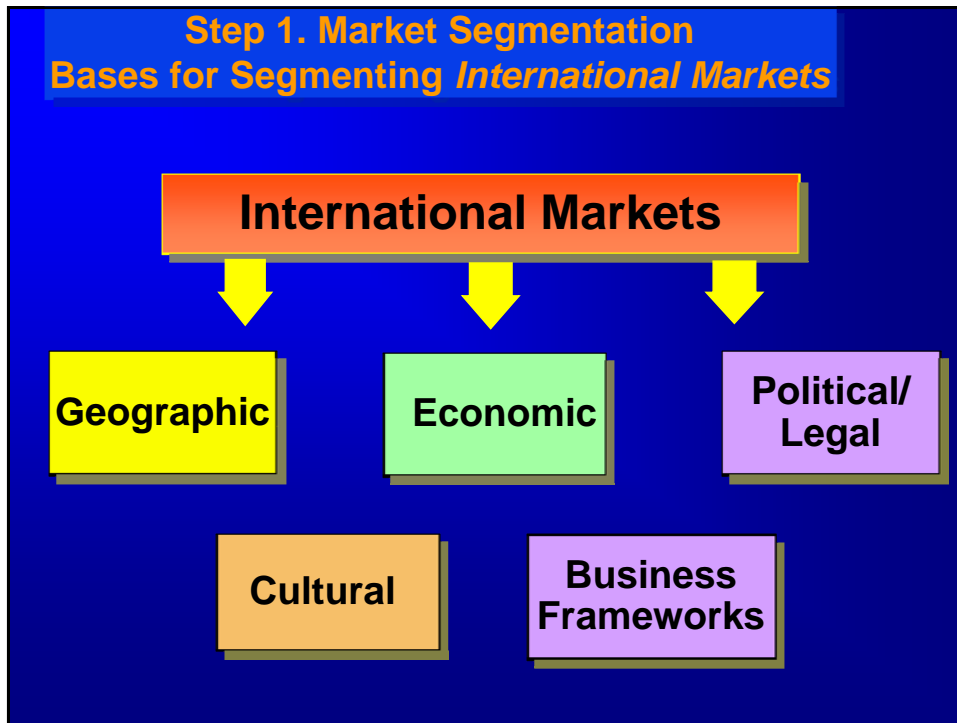 Step 1. Market Segmentation
Bases for Segmenting International Markets
International Markets
Geographic
Economic
Political/
Legal
Cultural
Business
Frameworks